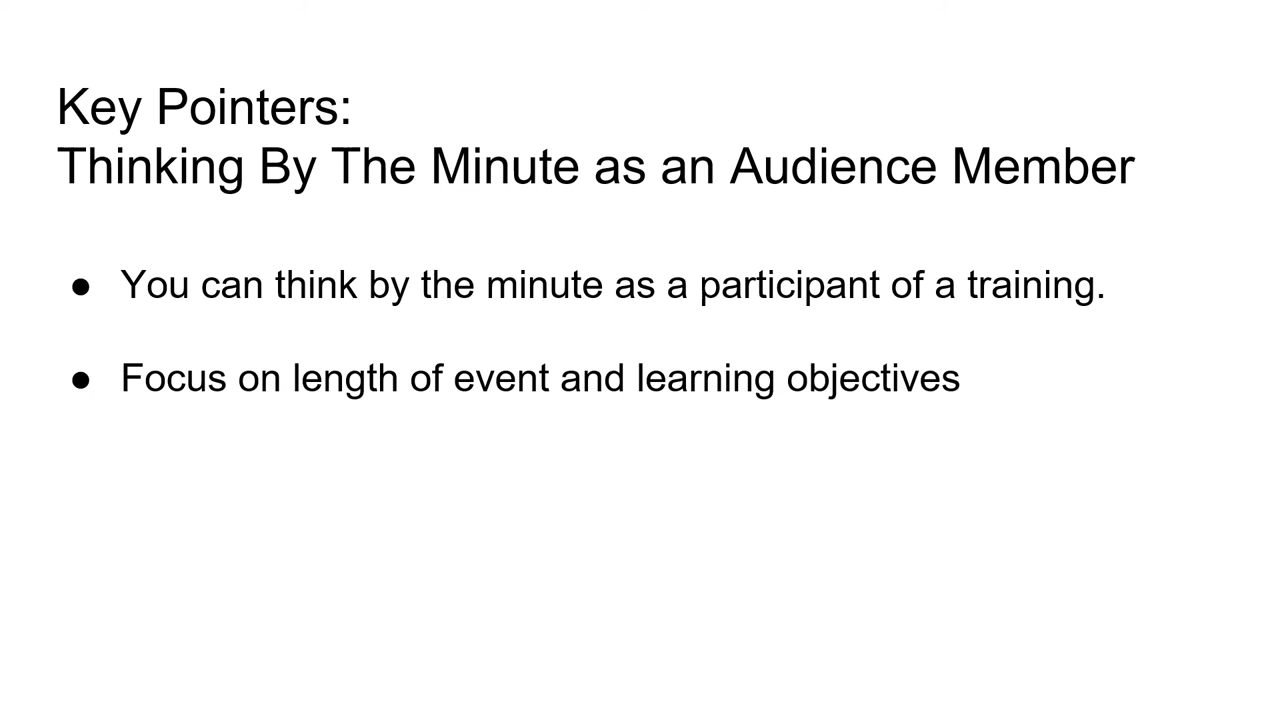 Key Pointers:
Thinking By The Minute as an Audience Member
● You can think by the minute as a participant of a training.
● Focus on length of event and learning objectives